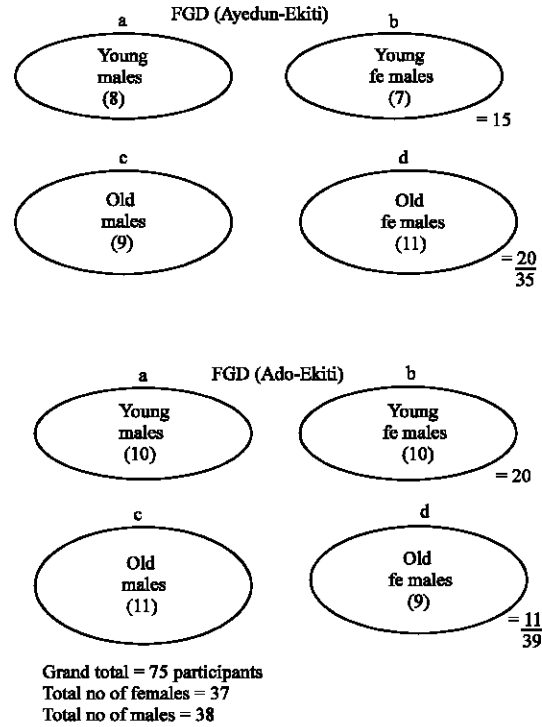 FGD (Ayedun-Ekiti)
a
b
Young
males
(8)
Young
fe males
(7)
= 15
c
d
Old
males
(9)
Old
fe males
(11)
= 20
35
FGD (Ado-Ekiti)
a
b
Young
males
(10)
Young
fe males
(10)
= 20
c
d
Old
males
(11)
Old
fe males
(9)
= 11
39
Grand total = 75 participants
Total no of females = 37
Total no of males = 38